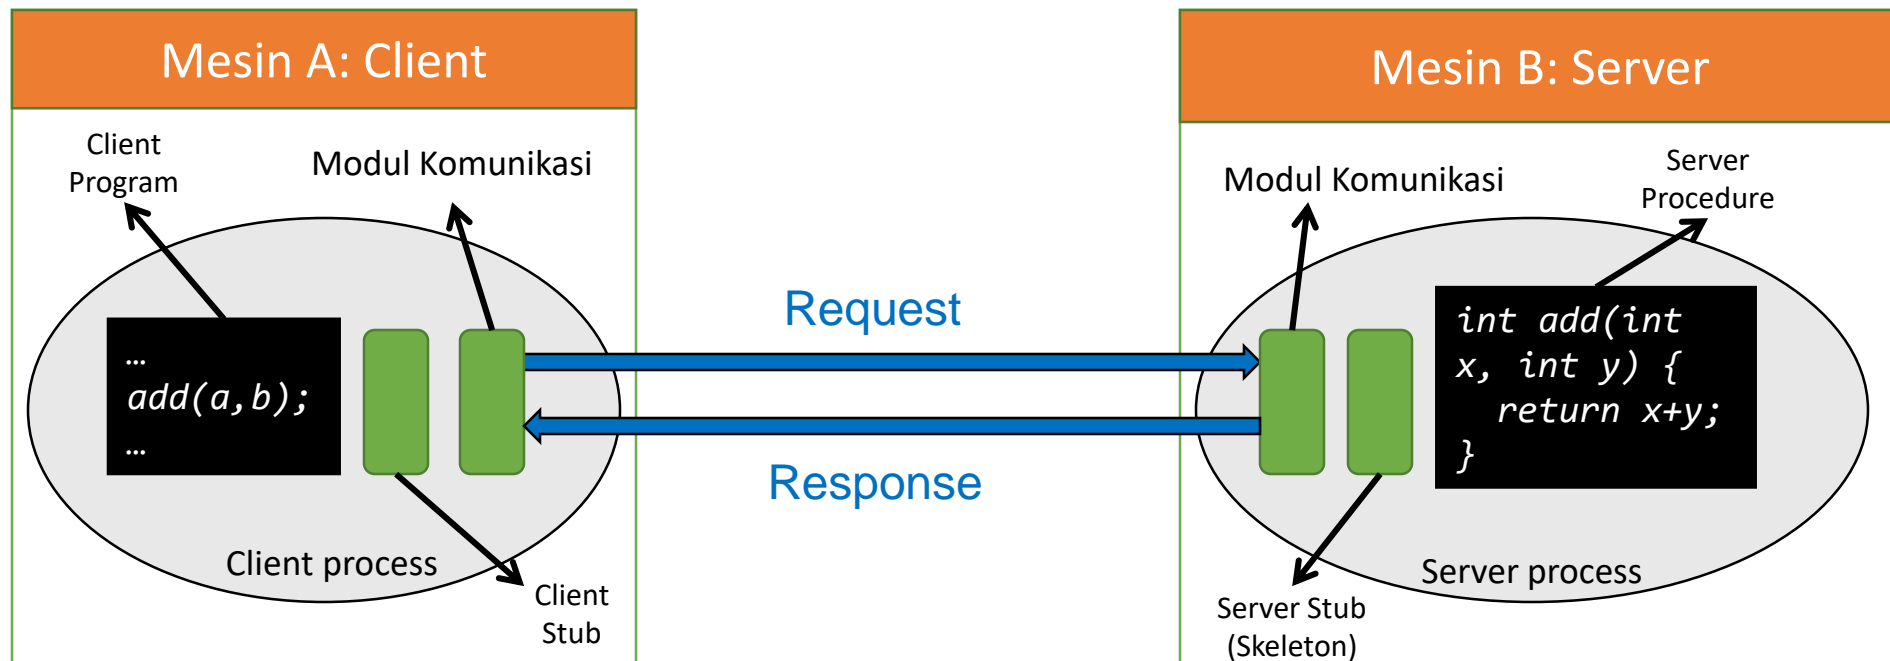 Mesin A: Client
Client
Program
Modul Komunikasi
…
add(a,b);
…
Client process
Client
Stub
Request
Response
Mesin B: Server
Modul Komunikasi
Server
Procedure
int add(int
x, int y) {
return x+y;
}
Server process
Server Stub
(Skeleton)